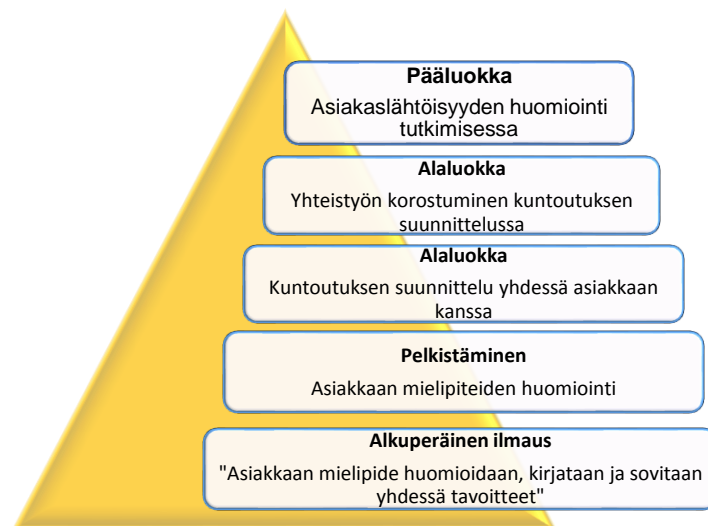 Pääluokka
Asiakaslähtöisyyden huomiointi
tutkimisessa
Alaluokka
Yhteistyön korostuminen kuntoutuksen
suunnittelussa
Alaluokka
Kuntoutuksen suunnittelu yhdessä asiakkaan
kanssa
Pelkistäminen
Asiakkaan mielipiteiden huomiointi
Alkuperäinen ilmaus
"Asiakkaan mielipide huomioidaan, kirjataan ja sovitaan
yhdessä tavoitteet"